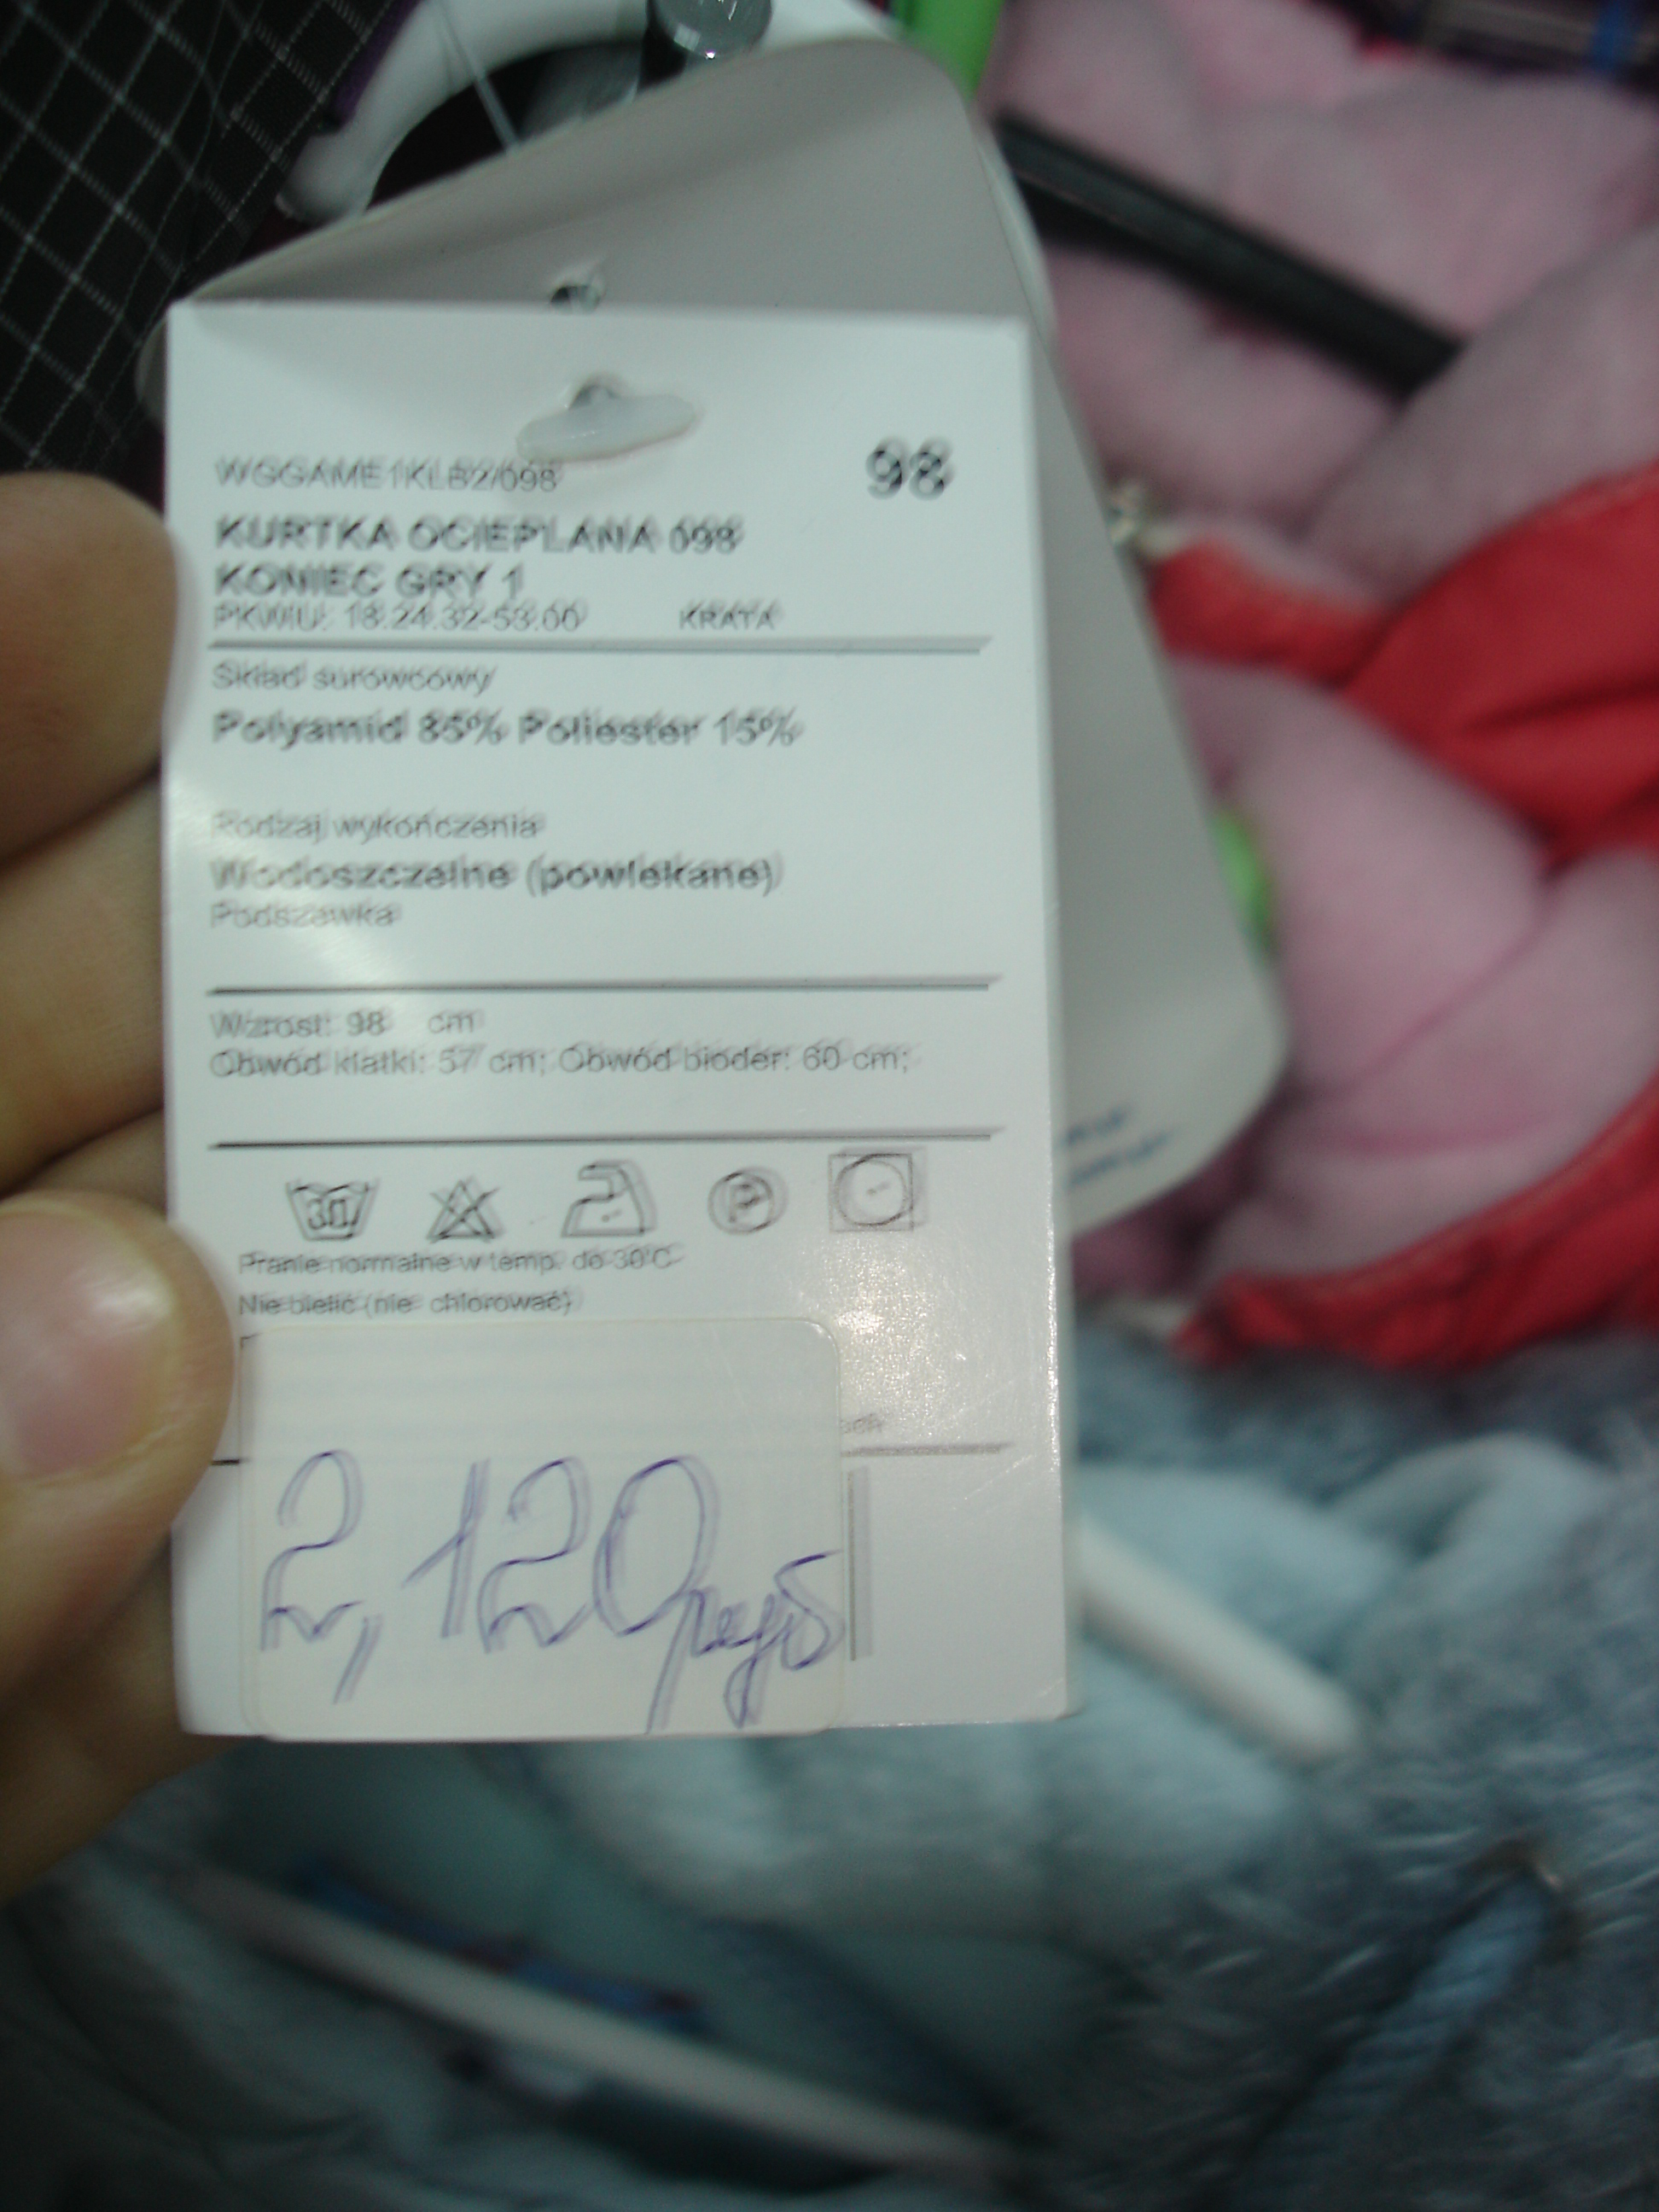 WGGAME1KLB2/098 98
KURTKA OCIEPLANA 098
KONIEC GRY 1
PKWIU: 18.24.32-53.00 KRATA
Skład surowcowy
Polyamid 85% Poliester 15%
Rodzaj wykończenia
Wodoszczelne (powlekane)
Podszewka
Wzrost: 98 cm
Obwód klatki: 57 cm; Obwód bioder: 60 cm;
30 P
Pranie normalne w temp. do 30°C
Nie bielić (nie chlorować)
2,120 руб